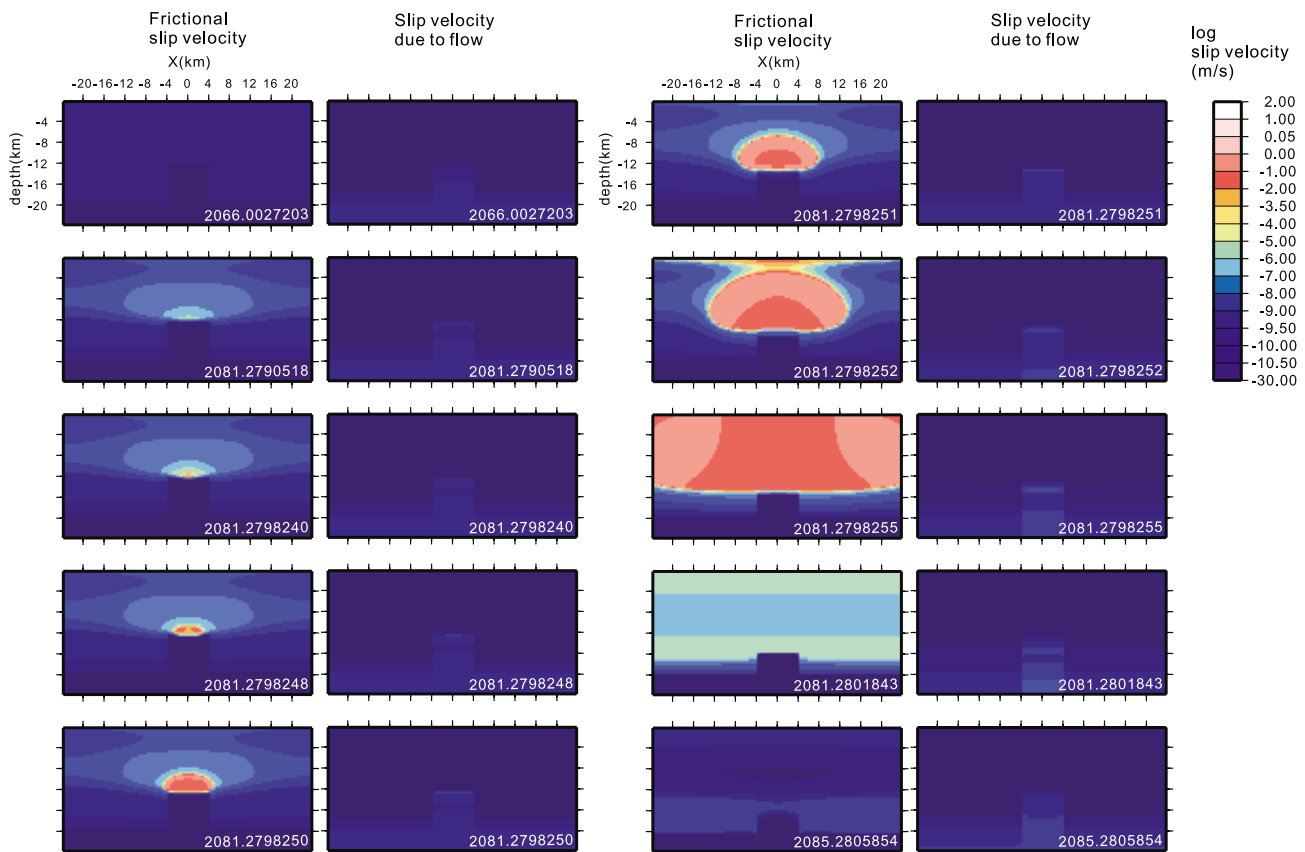 Frictional
slip velocity
Slip velocity
due to flow
Frictional
slip velocity
Slip velocity
due to flow
log
slip velocity
(m/s)
X(km)
X(km)
-20 -16 -12 -8 -4 0 4 8 12 16 20
-20 -16 -12 -8 -4 0 4 8 12 16 20
depth(km)
-4
-8
-12
-16
-20
2066.0027203
2066.0027203
depth(km)
-4
-8
-12
-16
-20
2081.2798251
2081.2798251
2.00
0.05
0.00
-1.00
-2.00
-3.50
-4.50
-5.00
-6.00
-7.00
-8.00
-9.50
-10.00
-10.50
-30.00
2081.2790518
2081.2790518
2081.2798252
2081.2798252
2081.2798240
2081.2798240
2081.2798255
2081.2798255
2081.2798248
2081.2798248
2081.2801843
2081.2801843
2081.2798250
2081.2798250
2085.2805854
2085.2805854